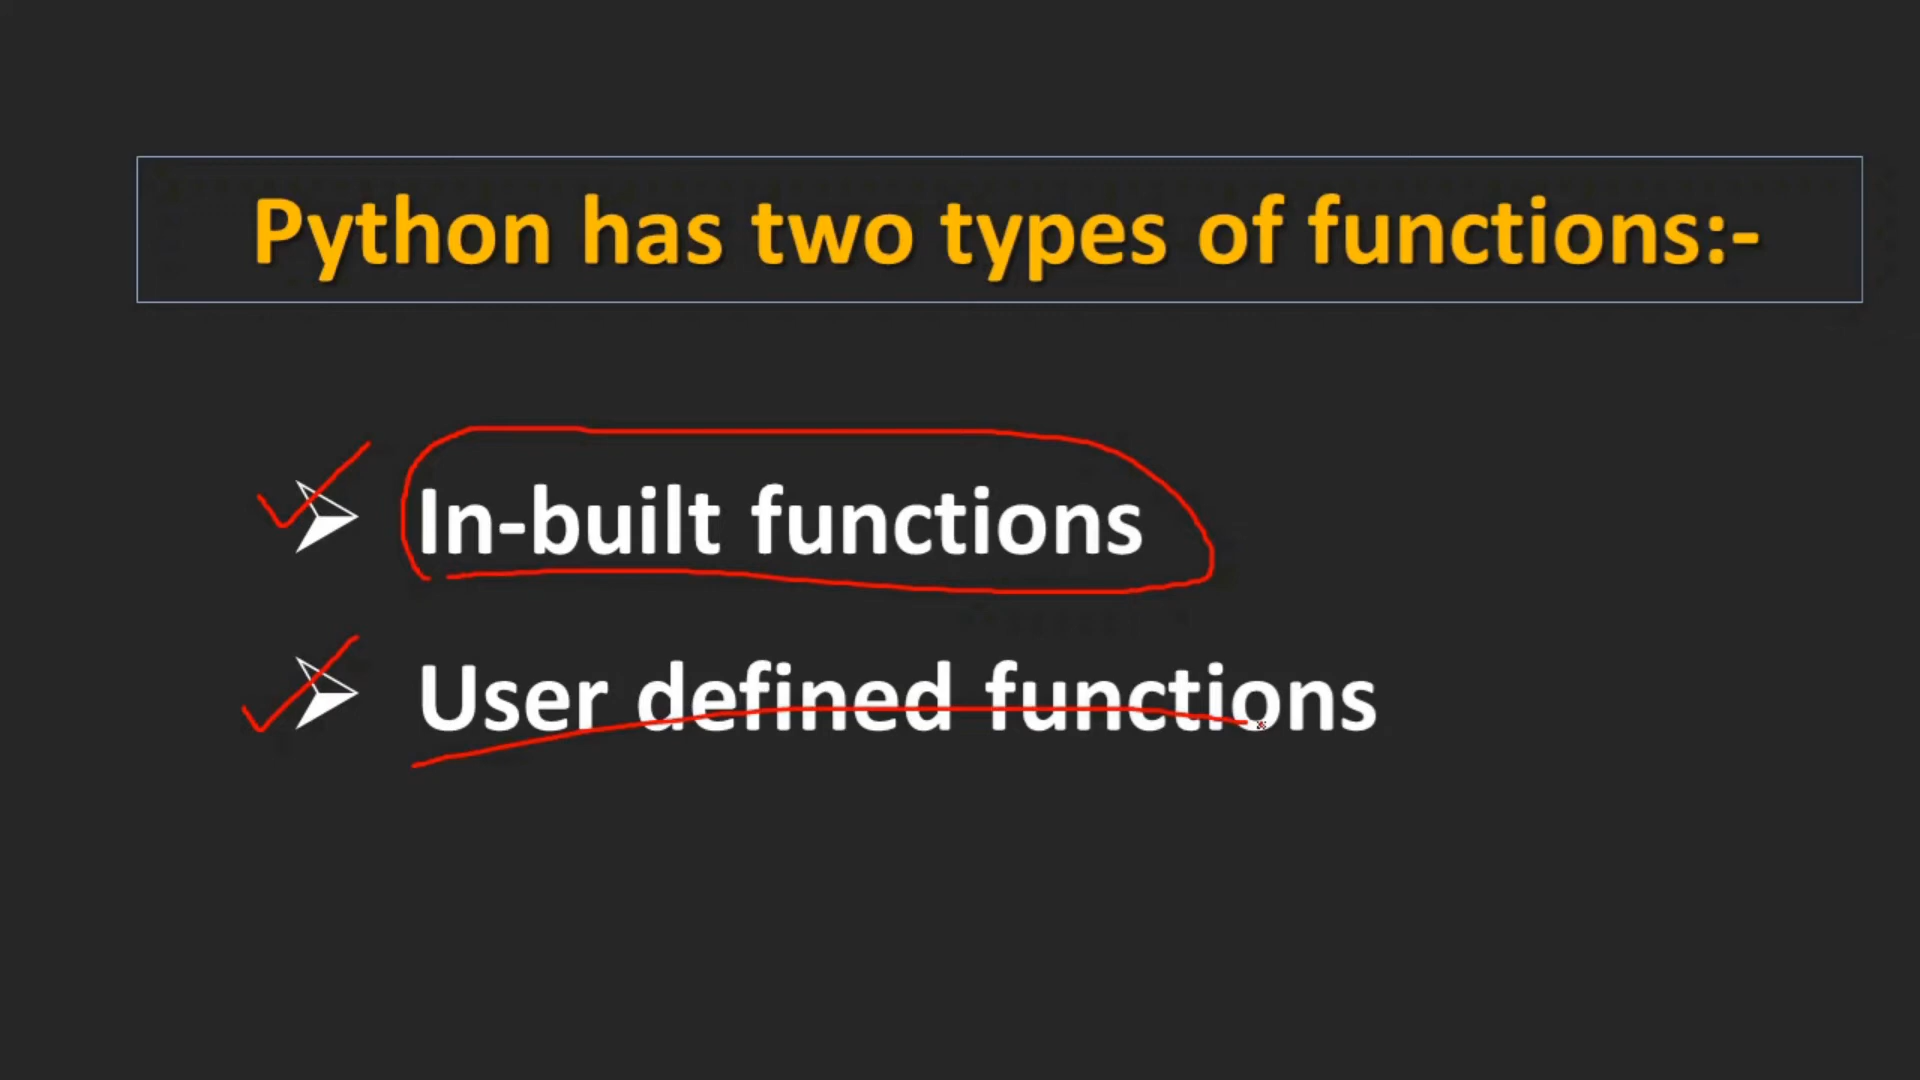 Python has two types of functions:-
In-built functions
User defined functions